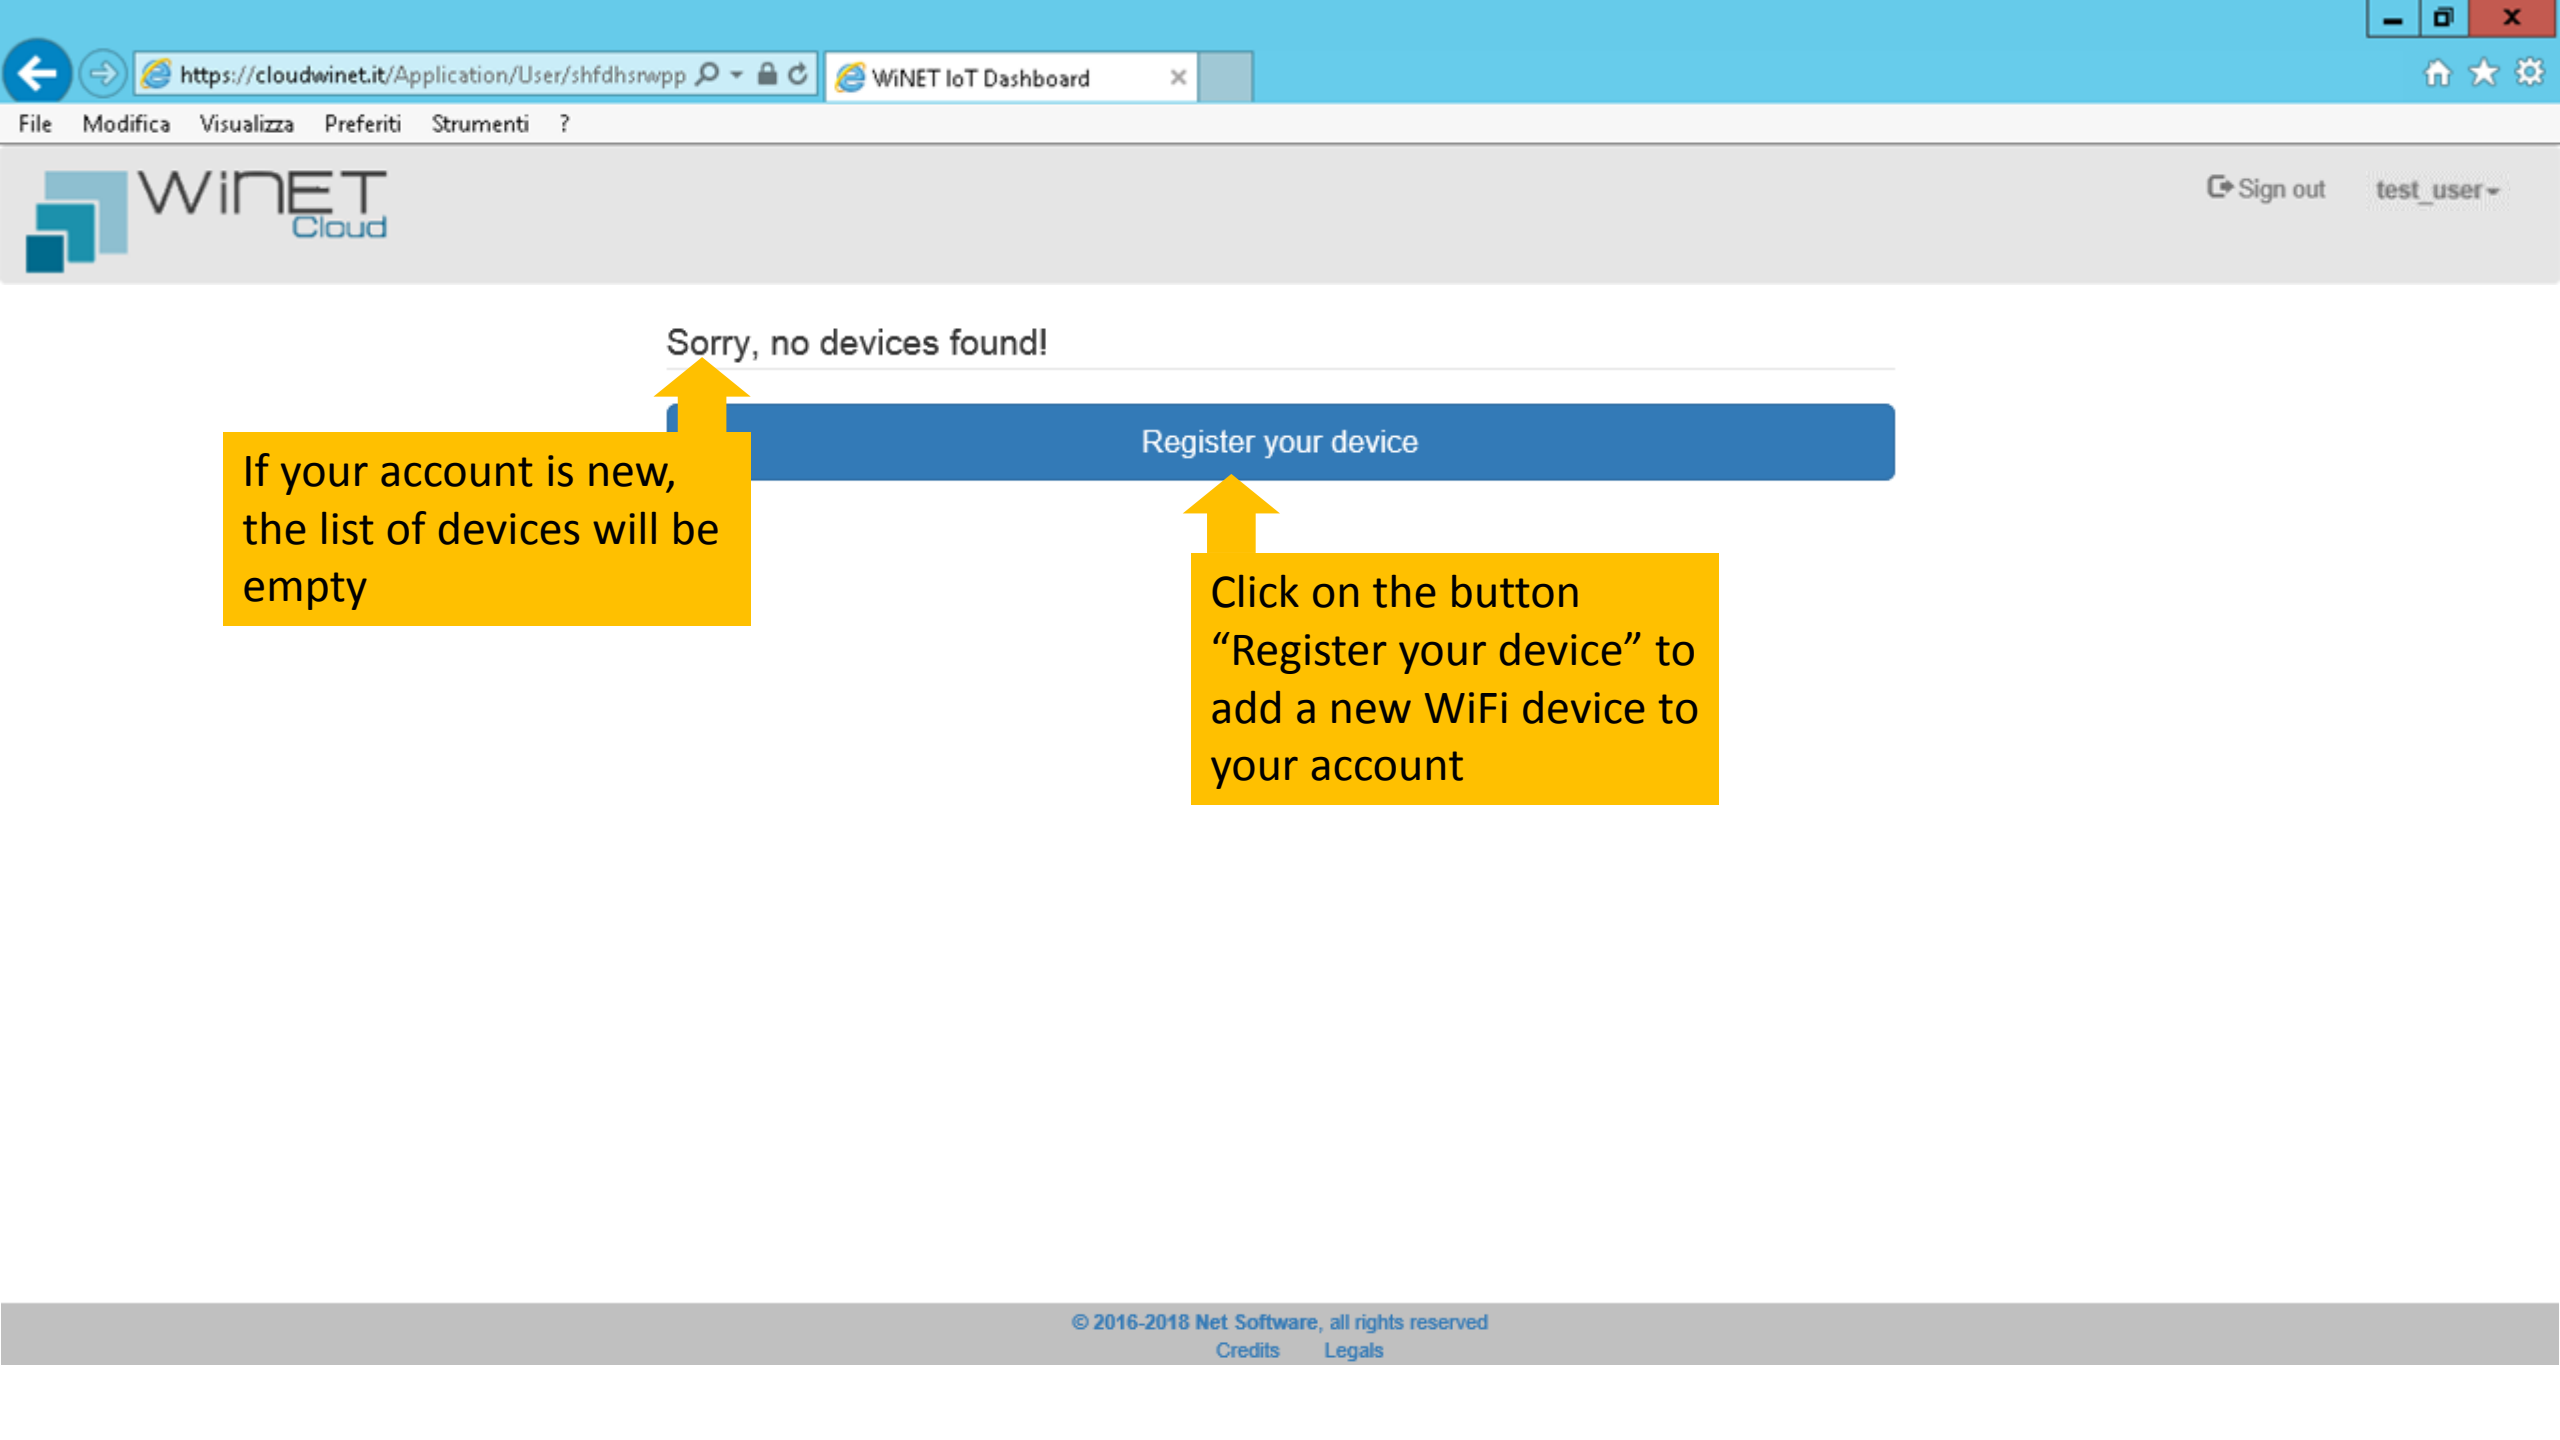 https://cloudwinet.it/Application/User/shfdhsrwpp
WiNET IoT Dashboard
File Modifica Visualizza Preferiti Strumenti ?
WiNET
Cloud
Sign out test_user
Sorry, no devices found!
Register your device
If your account is new,
the list of devices will be
empty
Click on the button
“Register your device” to
add a new WiFi device to
your account
© 2016-2018 Net Software, all rights reserved
Credits Legals